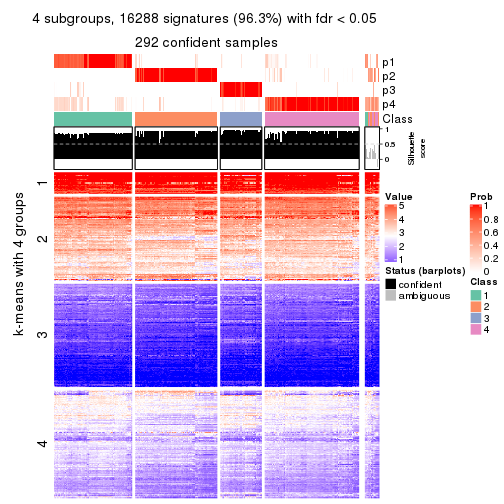 4 subgroups, 16288 signatures (96.3%) with fdr < 0.05
292 confident samples
p1
p2
p3
p4
Class
1
0.5
0
Silhouette
score
k-means with 4 groups
1
2
3
4
Value
5
4
3
2
1
Status (barplots)
confident
ambiguous
Prob
1
0.8
0.6
0.4
0.2
0
Class
1
2
3
4